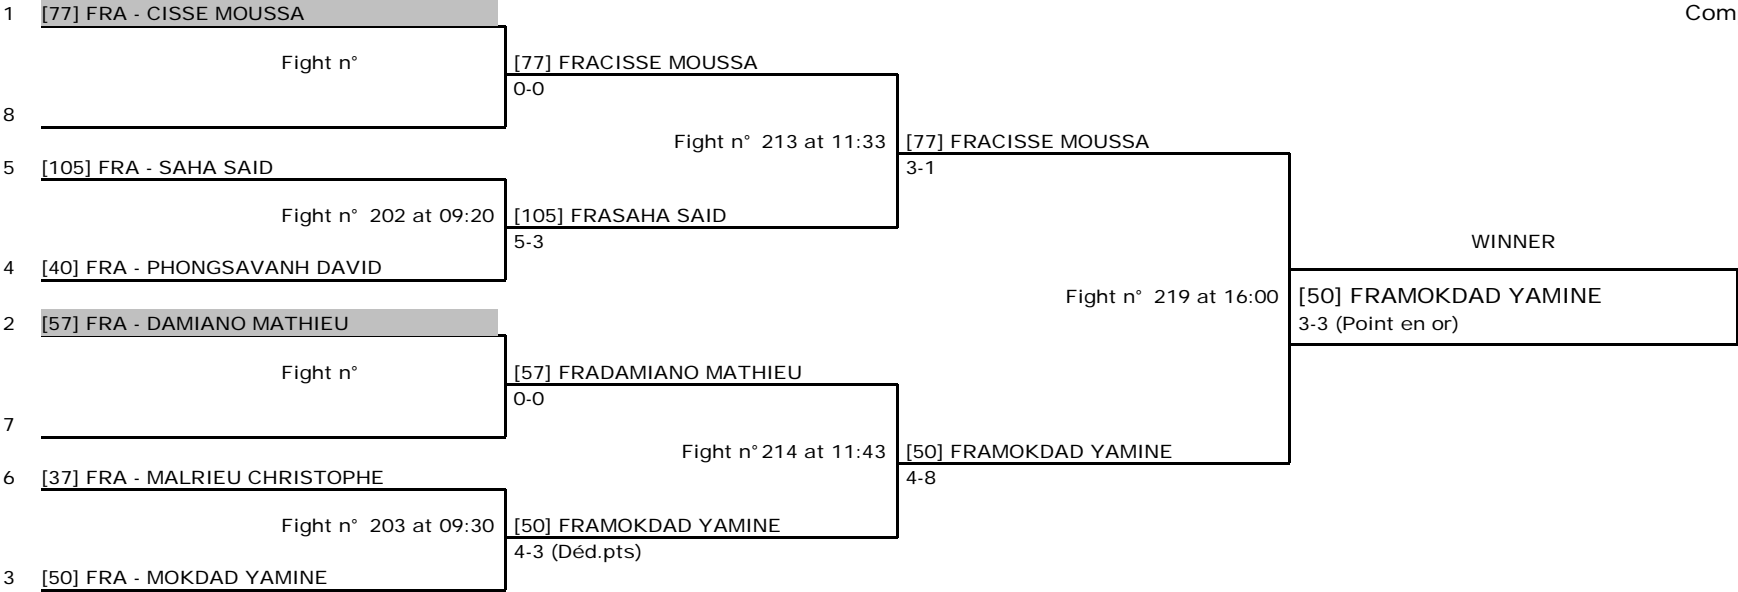 1 [77] FRA - CISSE MOUSSA
Com
Fight n°
[77] FRACISSE MOUSSA
0-0
8
Fight n° 213 at 11:33
[77] FRACISSE MOUSSA
5 [105] FRA - SAHA SAID
3-1
Fight n° 202 at 09:20
[105] FRASAHA SAID
5-3
WINNER
4 [40] FRA - PHONGSAVANH DAVID
Fight n° 219 at 16:00
[50] FRAMOKDAD YAMINE
2 [57] FRA - DAMIANO MATHIEU
3-3 (Point en or)
Fight n°
[57] FRADAMIANO MATHIEU
0-0
7
Fight n° 214 at 11:43
[50] FRAMOKDAD YAMINE
6 [37] FRA - MALRIEU CHRISTOPHE
4-8
Fight n° 203 at 09:30
[50] FRAMOKDAD YAMINE
4-3 (Déd.pts)
3 [50] FRA - MOKDAD YAMINE